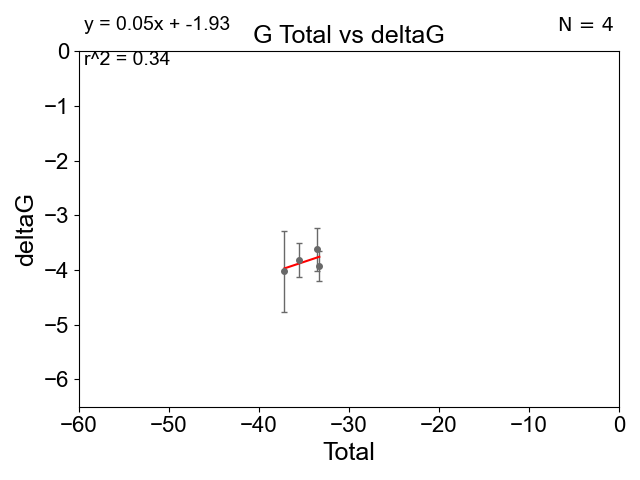 y = 0.05x + -1.93
G Total vs deltaG
N = 4
r^2 = 0.34
0
−1
−2
−3
−4
−5
−6
deltaG
−60
−50
−40
−30
−20
−10
0
Total